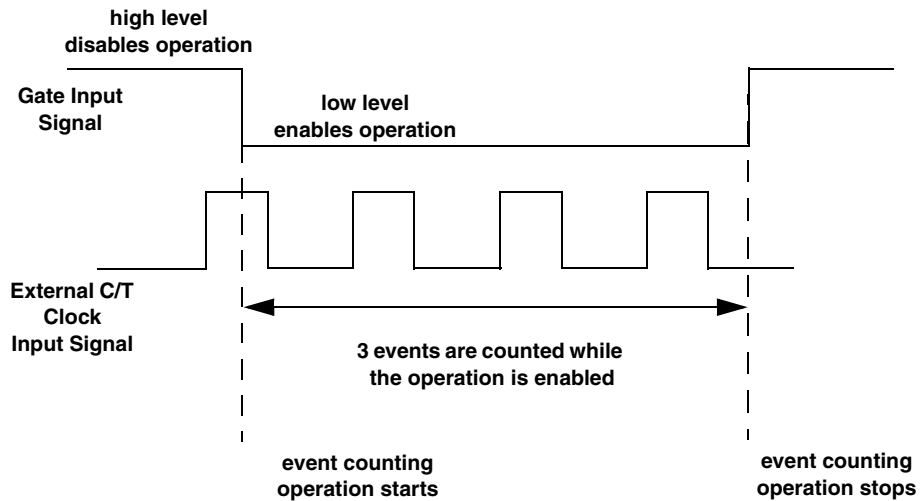 high level
disables operation
Gate Input
Signal
low level
enables operation
External C/T
Clock
Input Signal
3 events are counted while
the operation is enabled
event counting
operation starts
event counting
operation stops